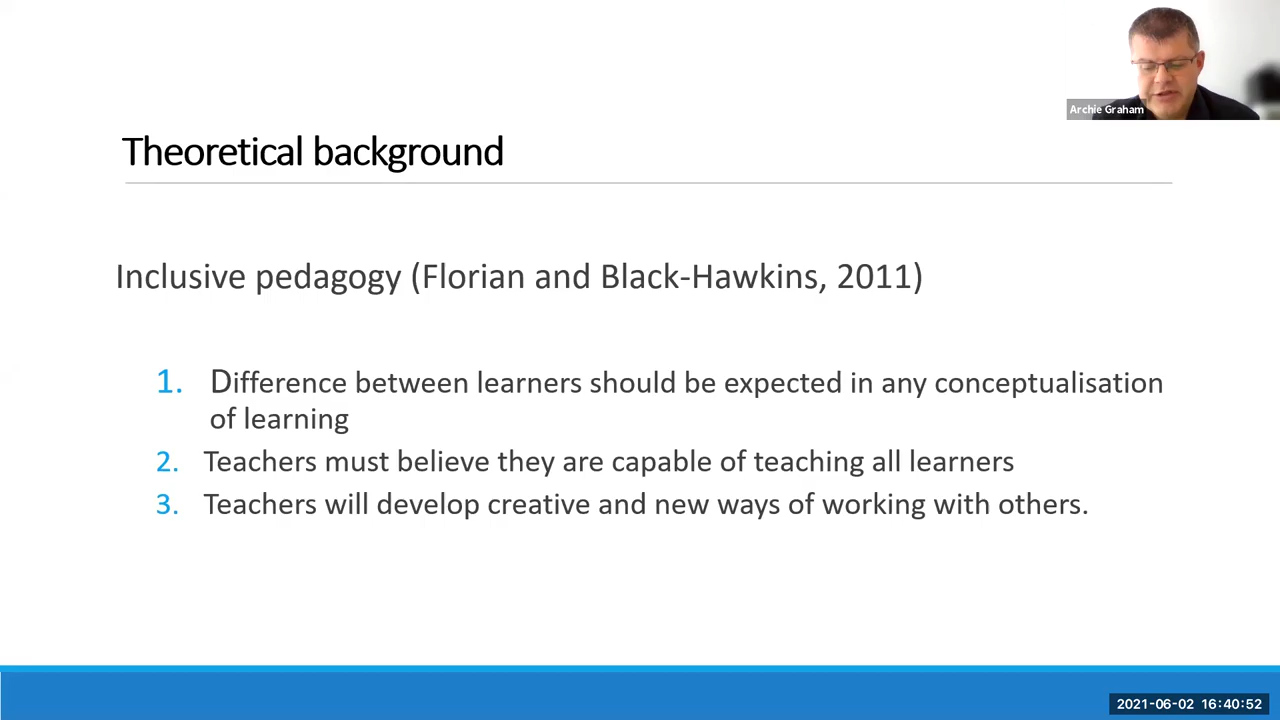 Archie Graham
Theoretical background
Inclusive pedagogy (Florian and Black-Hawkins, 2011)
1. Difference between learners should be expected in any conceptualisation
of learning
2. Teachers must believe they are capable of teaching all learners
3. Teachers will develop creative and new ways of working with others.
2021-06-02 16:40:52